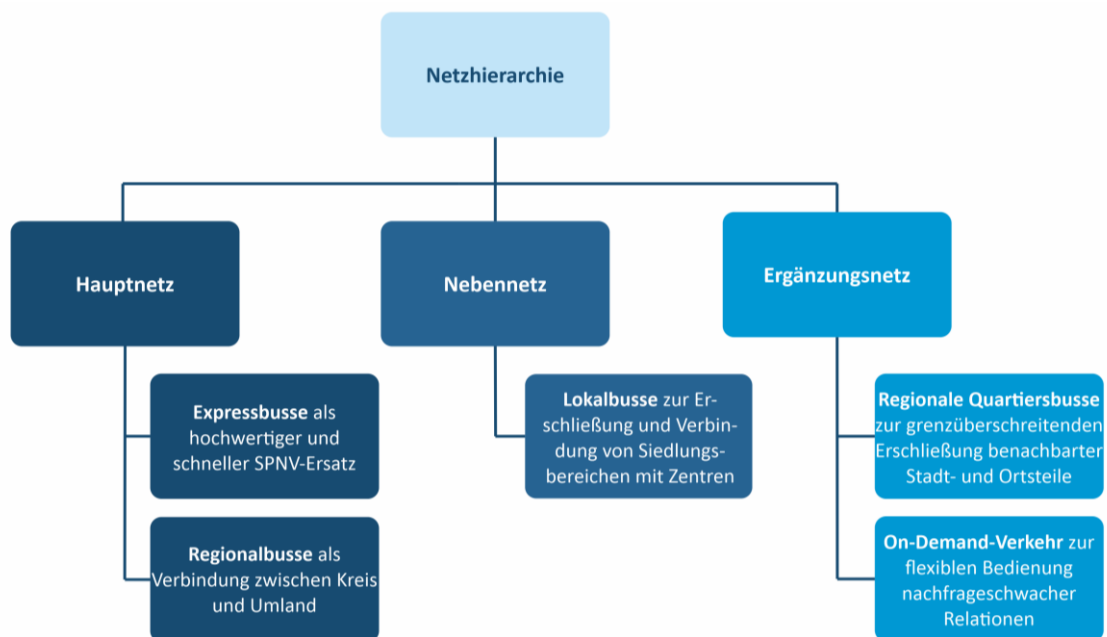 Netzhierarchie
Hauptnetz
Nebennetz
Ergänzungsnetz
Expressbusse als
hochwertiger und
schneller SPNV-Ersatz
Regionalbusse als
Verbindung zwischen Kreis
und Umland
Lokalbusse zur Er-
schließung und Verbin-
dung von Siedlungs-
bereichen mit Zentren
Regionale Quartiersbusse
zur grenzüberschreitenden
Erschließung benachbarter
Stadt- und Ortsteile
On-Demand-Verkehr zur
flexiblen Bedienung
nachfrageschwacher
Relationen